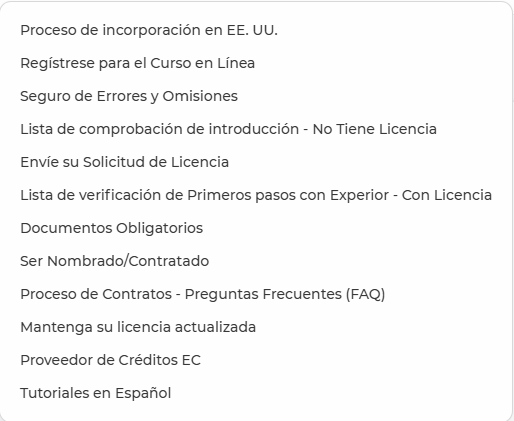 Proceso de incorporación en EE. UU.
Regístrese para el Curso en Línea
Seguro de Errores y Omisiones
Lista de comprobación de introducción - No Tiene Licencia
Envíe su Solicitud de Licencia
Lista de verificación de Primeros pasos con Experior - Con Licencia
Documentos Obligatorios
Ser Nombrado/Contratado
Proceso de Contratos - Preguntas Frecuentes (FAQ)
Mantenga su licencia actualizada
Proveedor de Créditos EC
Tutoriales en Español